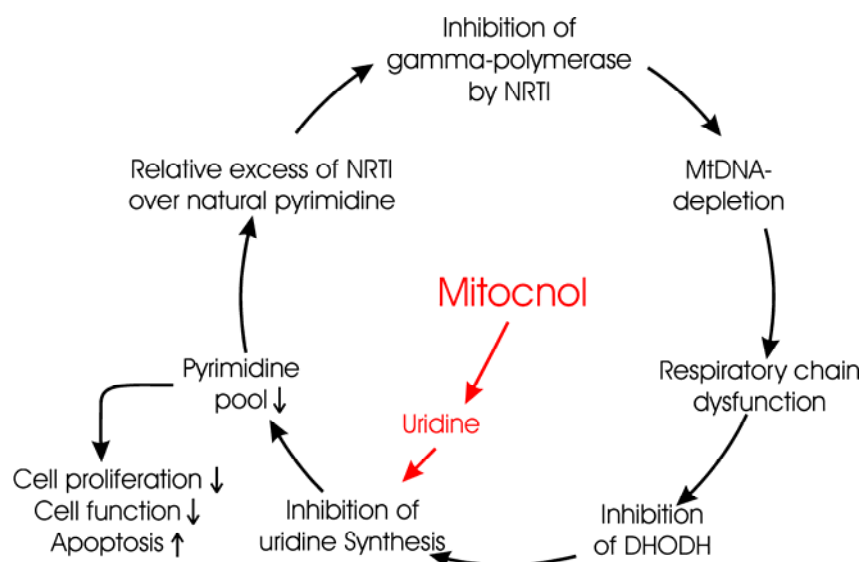 Inhibition of
gamma-polymerase
by NRTI
Relative excess of NRTI
over natural pyrimidine
MtDNA-
depletion
Mitocnol
Pyrimidine
pool ↓
Respiratory chain
dysfunction
Uridine
Cell proliferation ↓
Cell function ↓
Apoptosis ↑
Inhibition of
uridine Synthesis
Inhibition
of DHODH